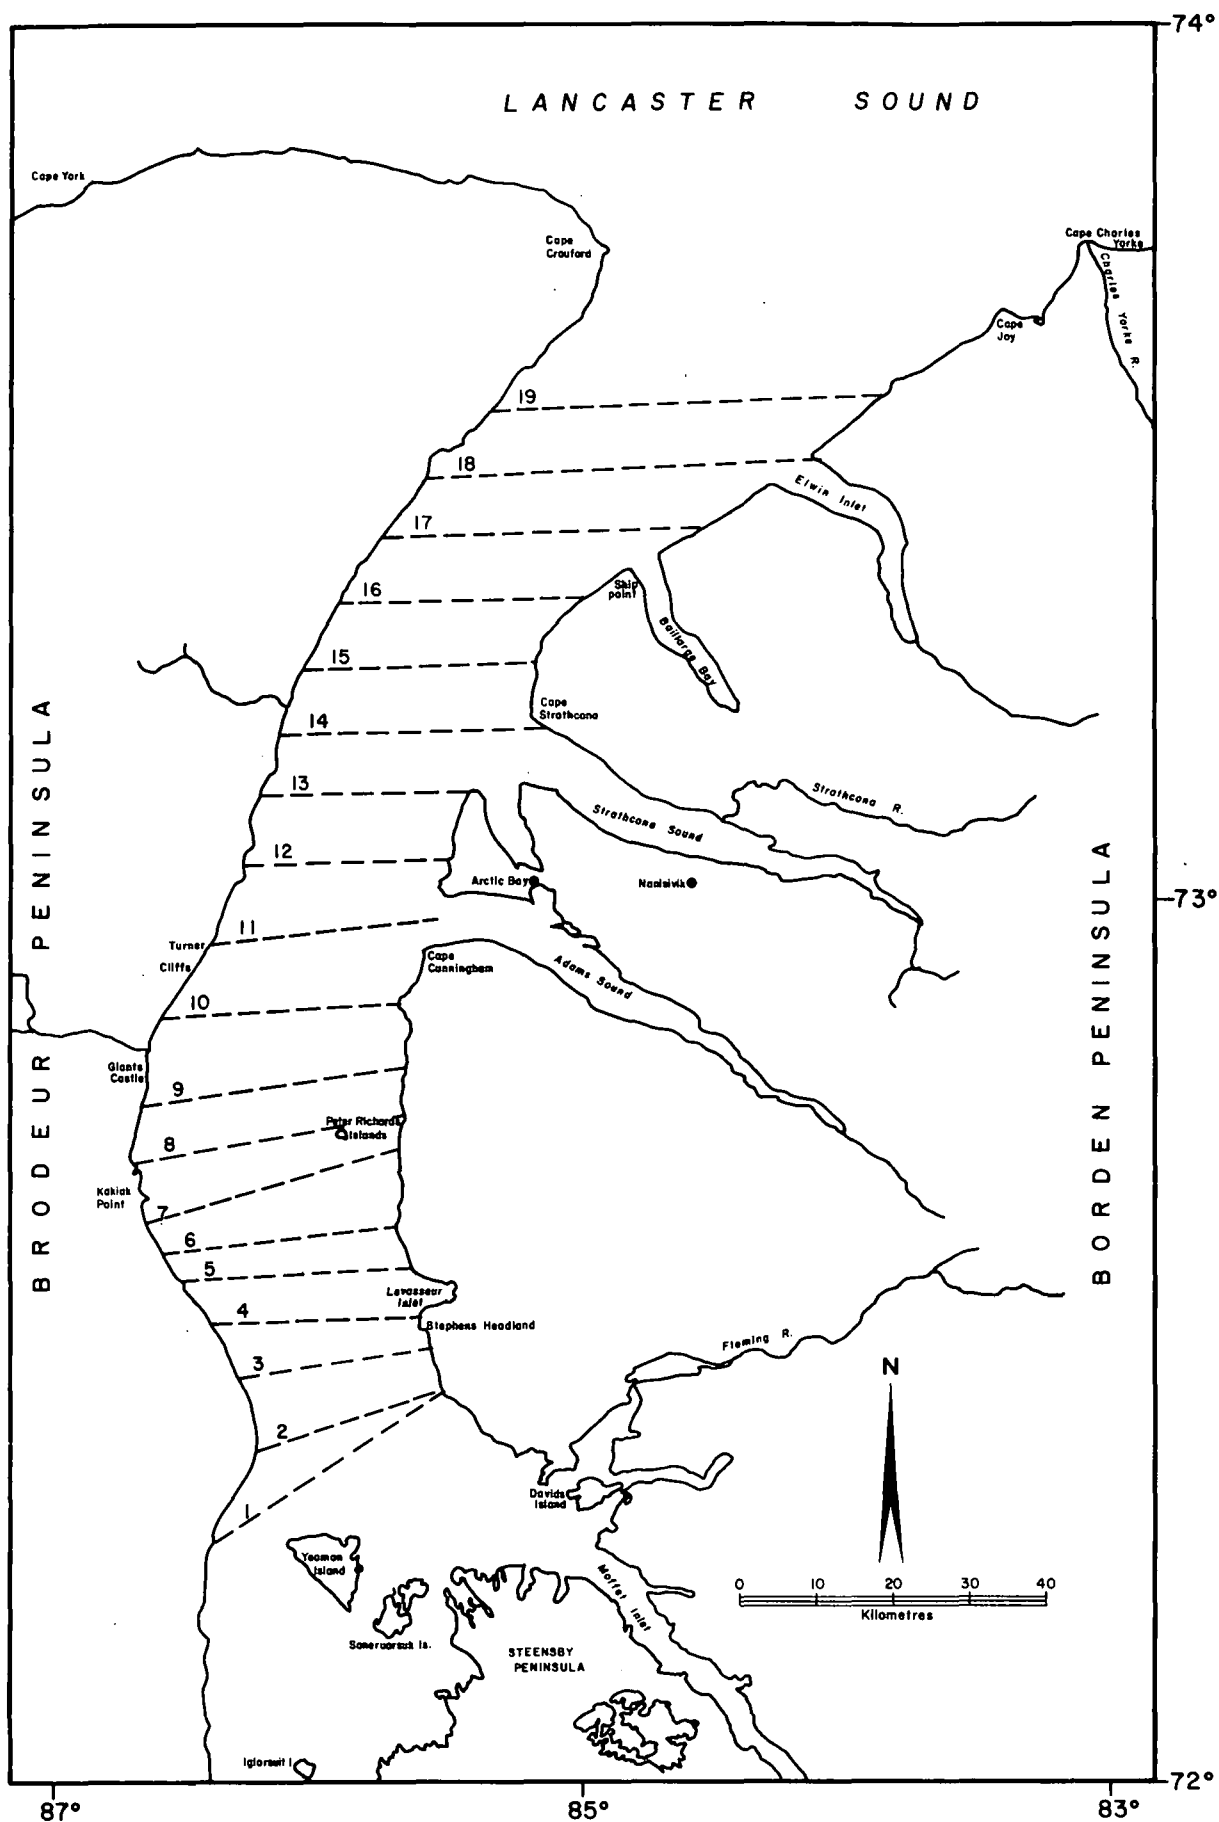 74°
LANCASTER SOUND
Cape York
Cape Charles
Yorke
Cape
Crauford
Charles Yorke R.
Cape
Joy
19
18
Elwin Inlet
17
16
Ship
point
Baillarge Bay
15
Cape
Strathcona
14
13
Strathcona R.
Strathcona Sound
12
Arctic Bay
Nanisivik
73°
11
Turner
Cliffs
Cape
Cunningham
Adams Sound
10
BRODEUR PENINSULA
BORDEN PENINSULA
Giants
Castle
9
Peter Richards
Islands
8
Kakiak
Point
7
6
5
Levasseur
Inlet
4
Stephens Headland
Fleming R.
3
N
2
Davids
Island
1
Yeoman
Island
Moffet Inlet
0 10 20 30 40
Kilometres
Saneruarsuk Is.
STEENSBY
PENINSULA
Iglorsuit I.
72°
87° 85° 83°